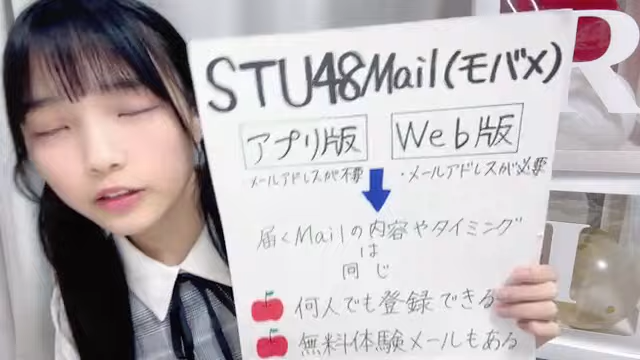 STU48Mail(モバメ)
アプリ版 Web版
メールアドレスが不要 ・メールアドレスが必要
届くMailの内容やタイミング
は
同じ
何人でも登録できる
無料体験メールもある
R
I